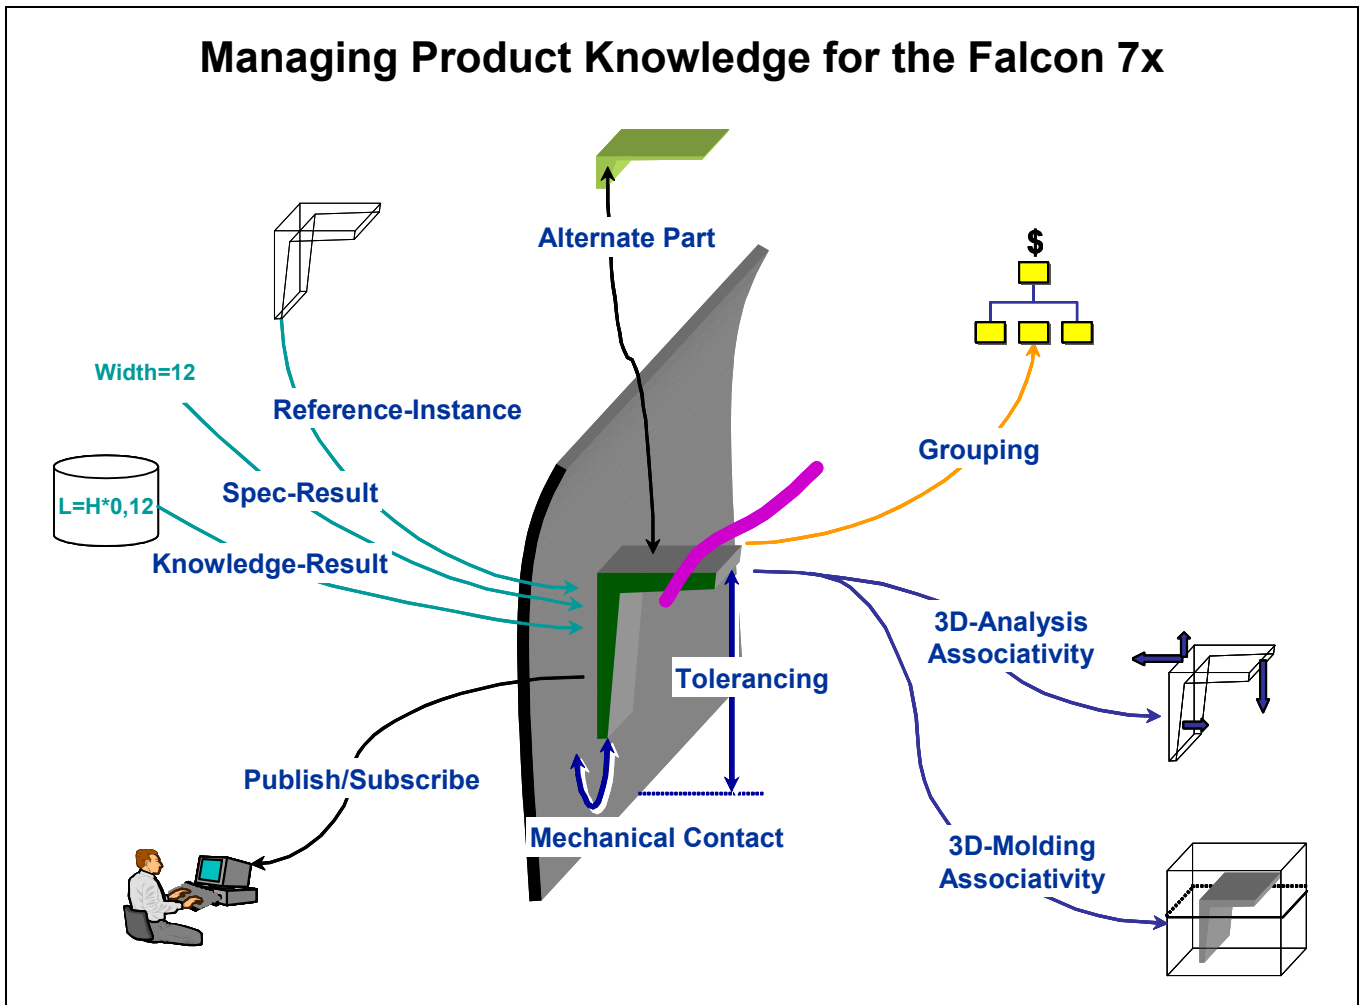 Managing Product Knowledge for the Falcon 7x
Alternate Part
$
Width=12
Reference-Instance
Grouping
Spec-Result
L=H*0,12
Knowledge-Result
3D-Analysis
Associativity
Tolerancing
Publish/Subscribe
Mechanical Contact
3D-Molding
Associativity